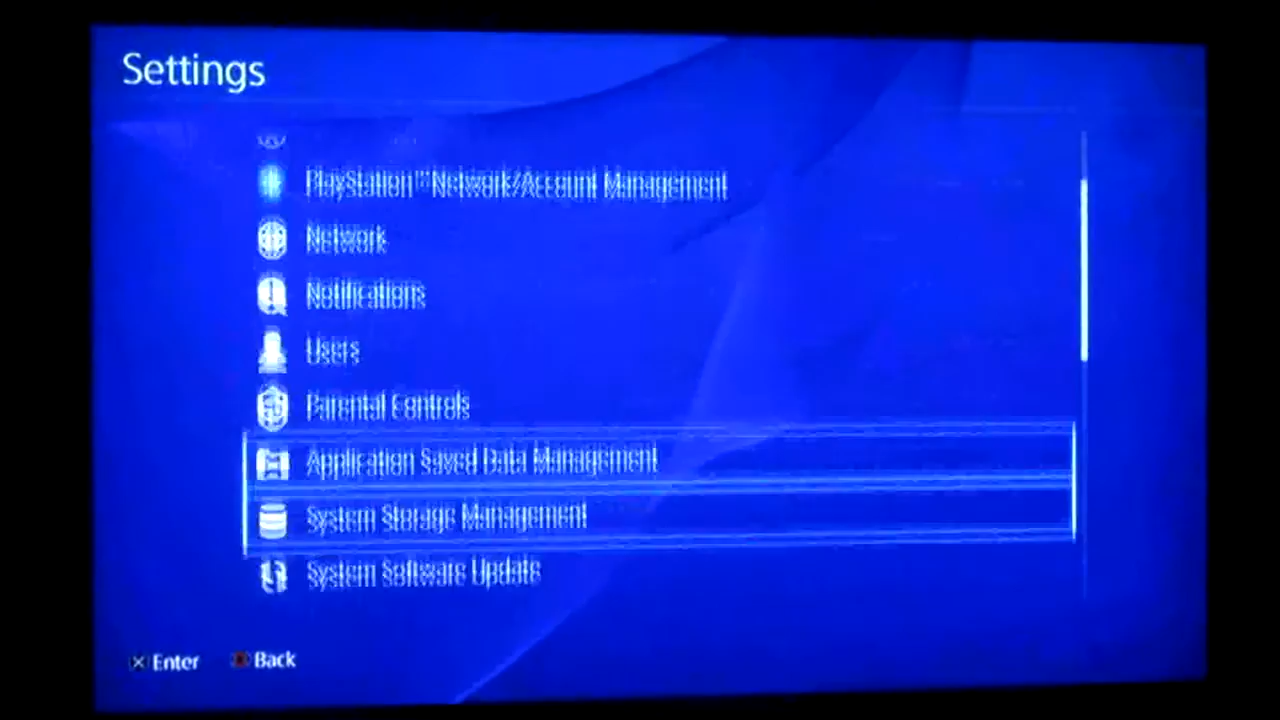 Settings
PlayStation™Network/Account Management
Network
Notifications
Users
Parental Controls
Application Saved Data Management
System Storage Management
System Software Update
Enter Back